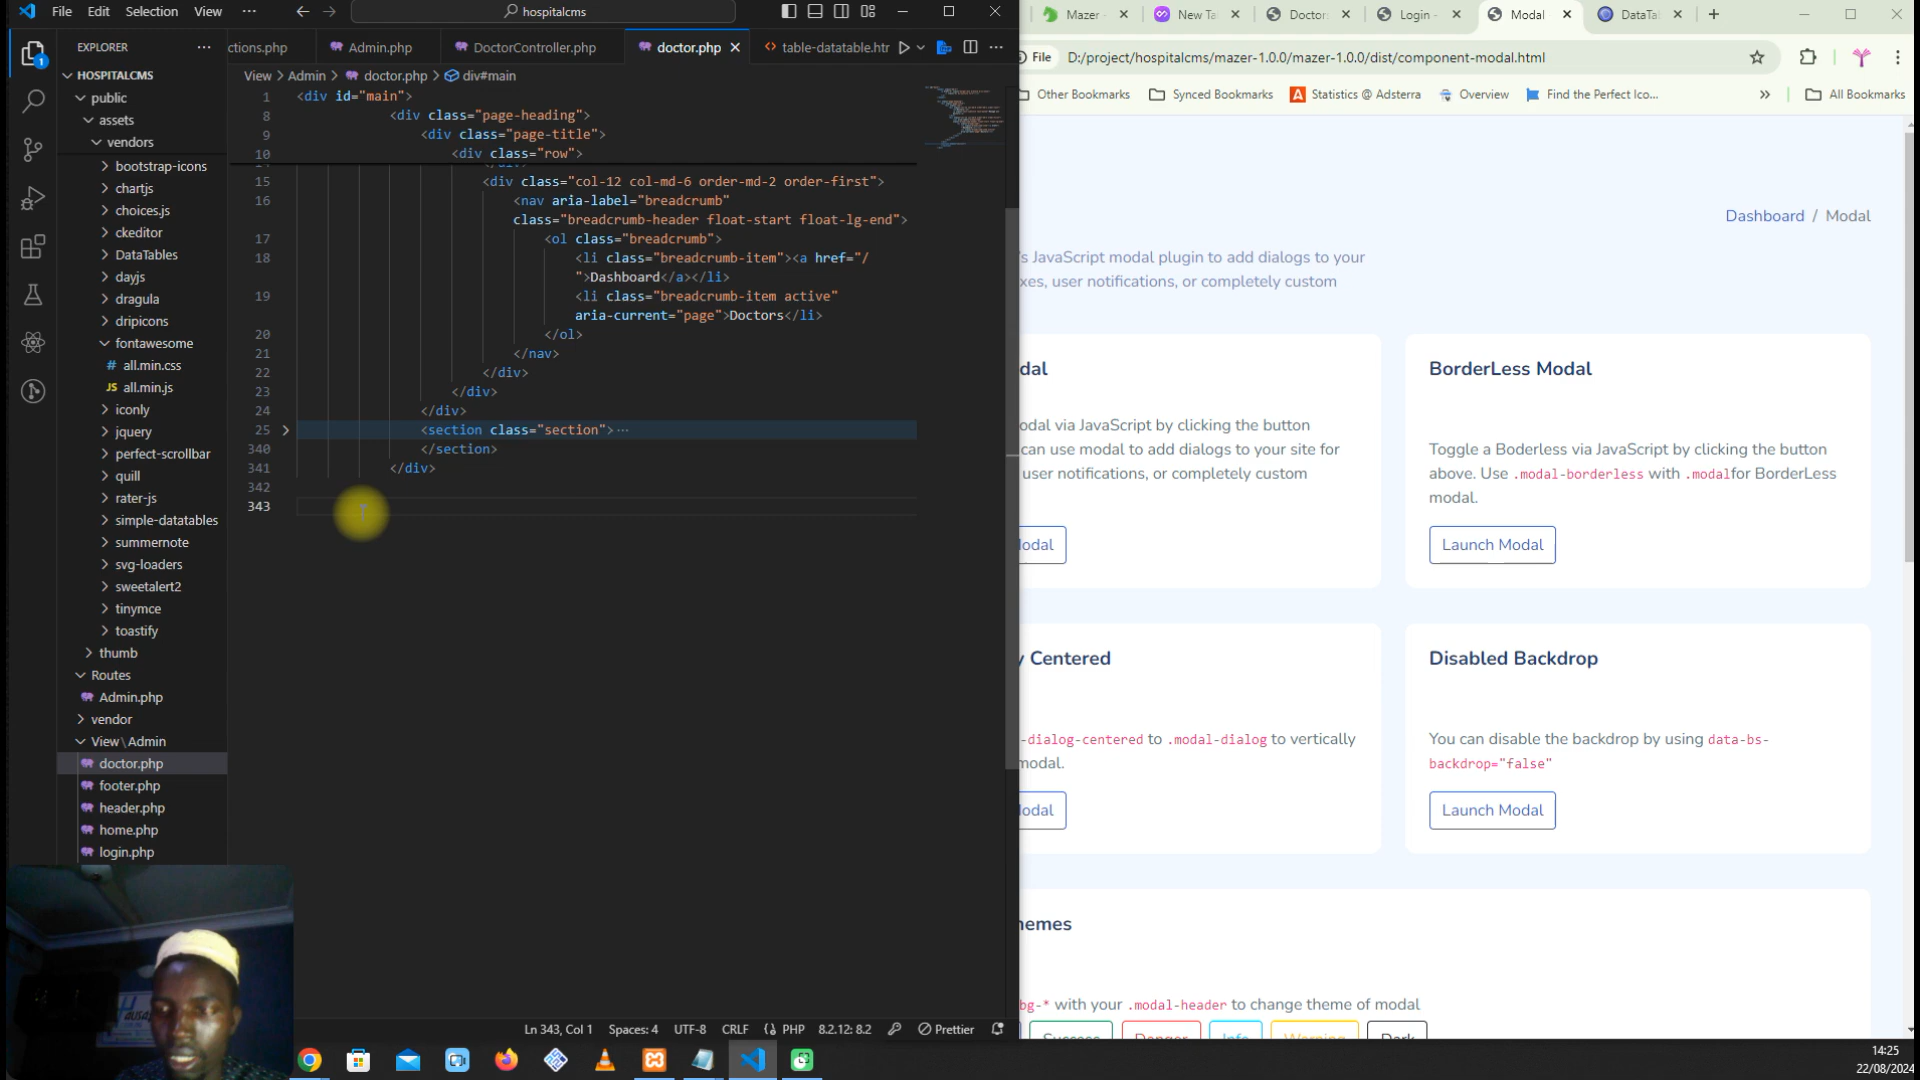 File Edit Selection View ··· hospitalcms
EXPLORER
HOSPITALCMS
public
assets
vendors
bootstrap-icons
chartjs
choices.js
ckeditor
DataTables
dayjs
dragula
dripicons
fontawesome
# all.min.css
JS all.min.js
iconly
jquery
perfect-scrollbar
quill
rater-js
simple-datatables
summernote
svg-loaders
sweetalert2
tinymce
toastify
thumb
Routes
Admin.php
vendor
View\Admin
doctor.php
footer.php
header.php
home.php
login.php
ctions.php Admin.php DoctorController.php doctor.php table-datatable.htr
View > Admin > doctor.php > div#main
1 <div id="main">
8 <div class="page-heading">
9 <div class="page-title">
10 <div class="row">
15 <div class="col-12 col-md-6 order-md-2 order-first">
16 <nav aria-label="breadcrumb"
class="breadcrumb-header float-start float-lg-end">
17 <ol class="breadcrumb">
18 <li class="breadcrumb-item"><a href="/
">Dashboard</a></li>
19 <li class="breadcrumb-item active"
aria-current="page">Doctors</li>
20 </ol>
21 </nav>
22 </div>
23 </div>
24 </div>
25 <section class="section"> ···
340 </section>
341 </div>
342
343
Ln 343, Col 1 Spaces: 4 UTF-8 CRLF {} PHP 8.2.12: 8.2 Prettier
Mazer New Ta Doctor Login - Modal DataTal
File D:/project/hospitalcms/mazer-1.0.0/mazer-1.0.0/dist/component-modal.html
Other Bookmarks Synced Bookmarks Statistics @ Adsterra Overview Find the Perfect Ico... » All Bookmarks
Dashboard / Modal
's JavaScript modal plugin to add dialogs to your
xes, user notifications, or completely custom
dal
odal via JavaScript by clicking the button
can use modal to add dialogs to your site for
user notifications, or completely custom
odal
BorderLess Modal
Toggle a Boderless via JavaScript by clicking the button
above. Use .modal-borderless with .modalfor BorderLess
modal.
Launch Modal
y Centered
-dialog-centered to .modal-dialog to vertically
modal.
odal
Disabled Backdrop
You can disable the backdrop by using data-bs-
backdrop="false"
Launch Modal
hemes
bg-* with your .modal-header to change theme of modal
Success Danger Info Warning Dark
14:25
22/08/2024